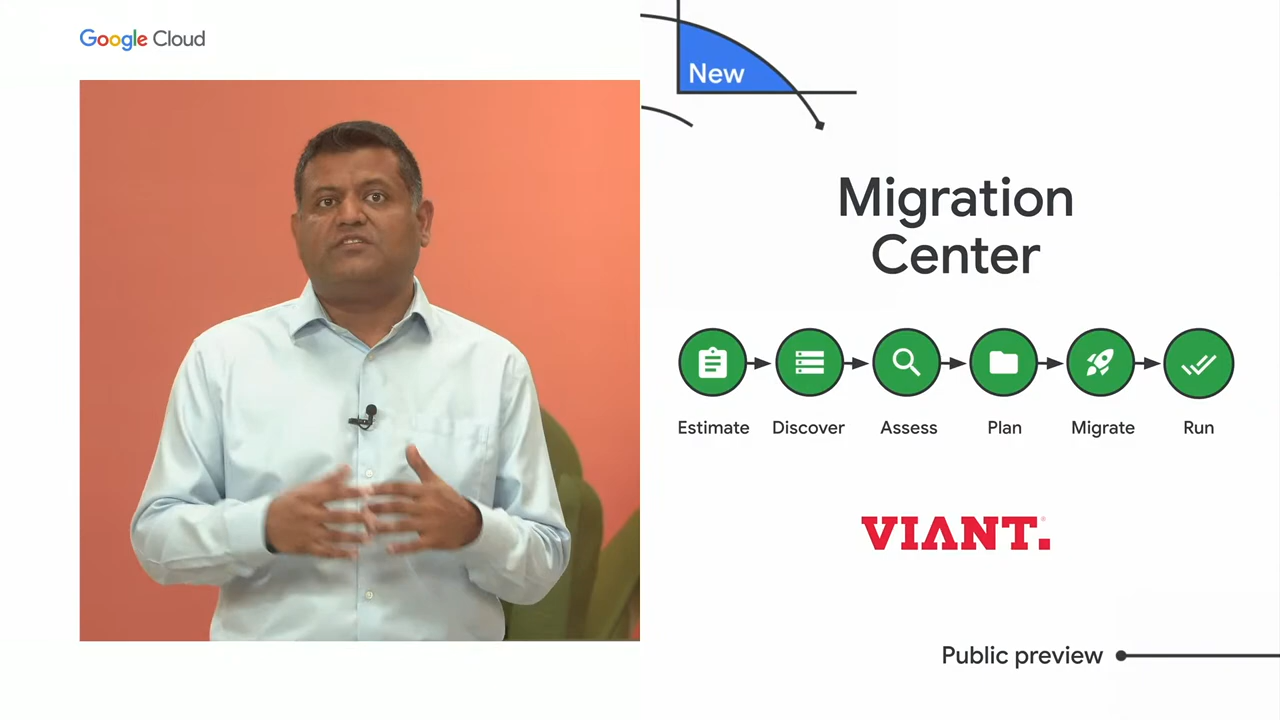 Google Cloud
New
Migration
Center
Estimate
Discover
Assess
Plan
Migrate
Run
VIANT.
Public preview